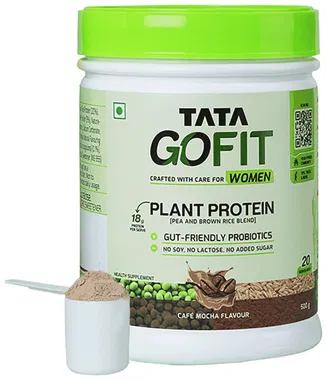 TATA
GOFIT
CRAFTED WITH CARE FOR WOMEN
18g
PROTEIN
PER SERVE
PLANT PROTEIN
[PEA AND BROWN RICE BLEND]
GUT-FRIENDLY PROBIOTICS
NO SOY, NO LACTOSE, NO ADDED SUGAR
HEALTH SUPPLEMENT
20
CAFÉ MOCHA FLAVOUR
500 g